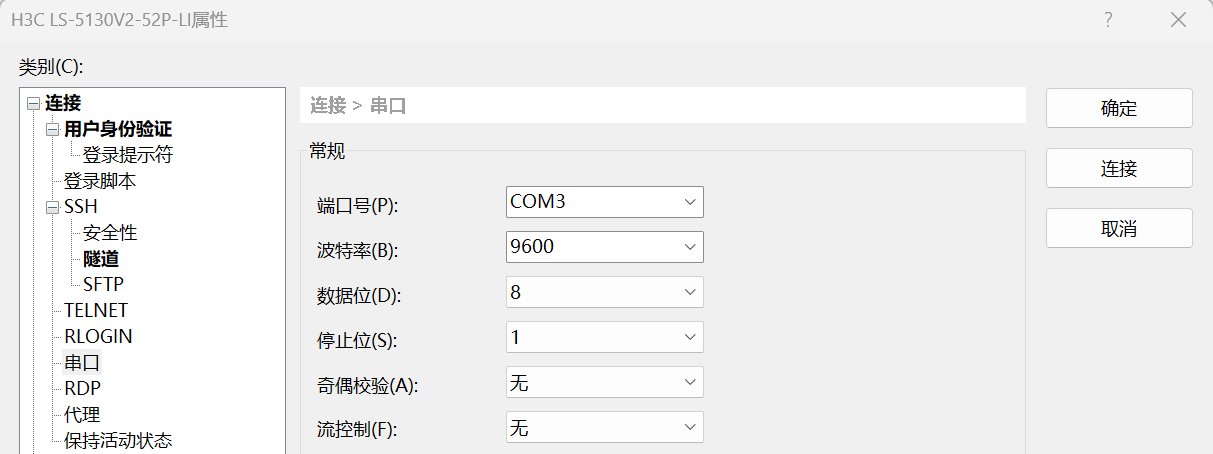 H3C LS-5130V2-52P-LI属性
类别(C):
连接
用户身份验证
登录提示符
登录脚本
SSH
安全性
隧道
SFTP
TELNET
RLOGIN
串口
RDP
代理
保持活动状态
连接 > 串口
常规
端口号(P): COM3
波特率(B): 9600
数据位(D): 8
停止位(S): 1
奇偶校验(A): 无
流控制(F): 无
确定
连接
取消